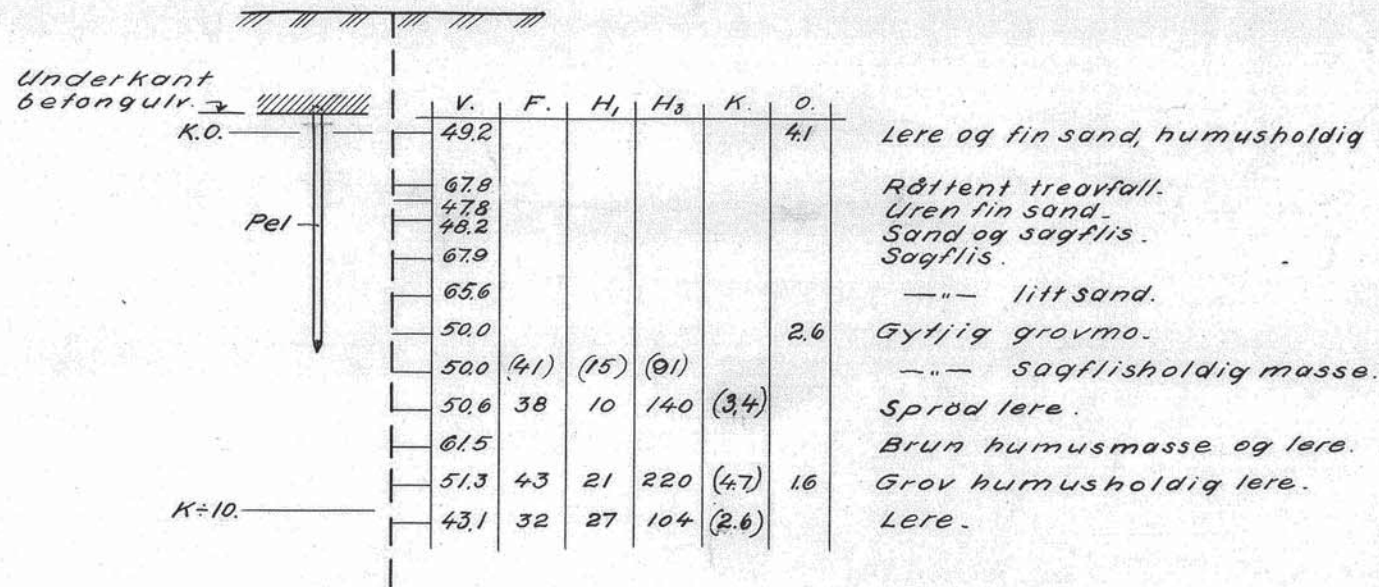 Underkant
betongulv.
V. F. H1 H3 K. O.
K.O. 49.2 4.1 Lere og fin sand, humusholdig
67.8 Råttent treavfall.
47.8 Uren fin sand.
Pel 48.2 Sand og sagflis.
67.9 Sagflis.
65.6 —"— litt sand.
50.0 2.6 Gytjig grovmo.
50.0 (41) (15) (91) —"— sagflisholdig masse.
50.6 38 10 140 (3,4) Spröd lere.
61.5 Brun humusmasse og lere.
51.3 43 21 220 (4.7) 1.6 Grov humusholdig lere.
K÷10.
43.1 32 27 104 (2.6) Lere.